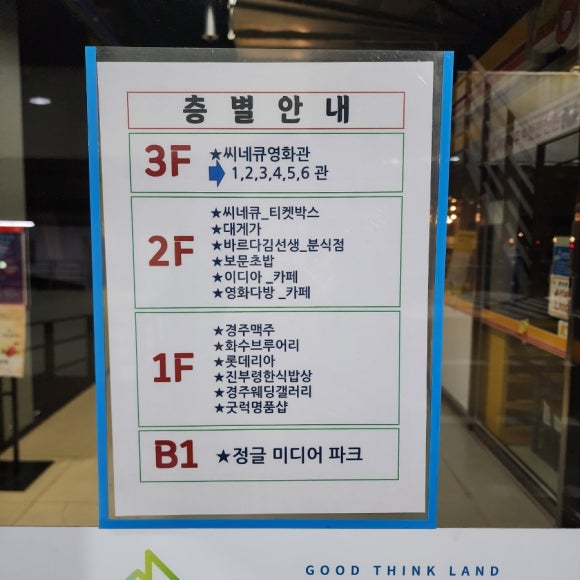 층별안내
3F
★씨네큐영화관
1,2,3,4,5,6 관
2F
★씨네큐_티켓박스
★대게가
★바르다김선생_분식점
★보문초밥
★이디아 _카페
★영화다방 _카페
1F
★경주맥주
★화수브루어리
★롯데리아
★진부령한식밥상
★경주웨딩갤러리
★굿럭명품샵
B1
★정글 미디어 파크
GOOD THINK LAND